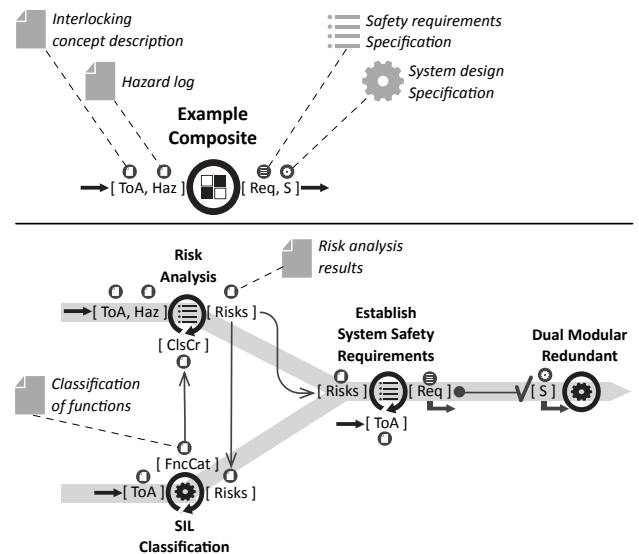 Interlocking
concept description
Hazard log
Safety requirements
Specification
System design
Specification
Example
Composite
[ ToA, Haz ]
[ Req, S ]
Risk
Analysis
Risk analysis
results
[ ToA, Haz ]
[ Risks ]
[ ClsCr ]
Establish
System Safety
Requirements
Dual Modular
Redundant
Classification
of functions
[ Risks ]
[ Req ]
[ S ]
[ ToA ]
[ FncCat ]
[ ToA ]
[ Risks ]
SIL
Classification